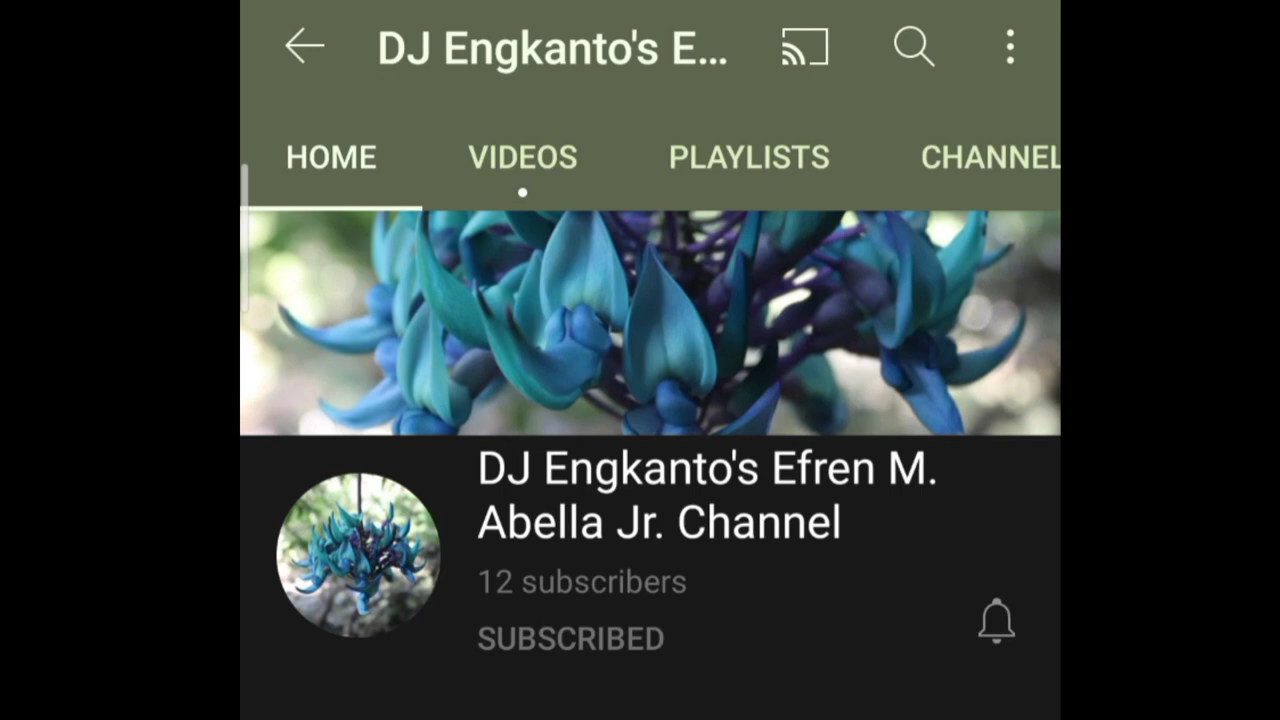 DJ Engkanto's E...
HOME VIDEOS PLAYLISTS CHANNEL
DJ Engkanto's Efren M.
Abella Jr. Channel
12 subscribers
SUBSCRIBED